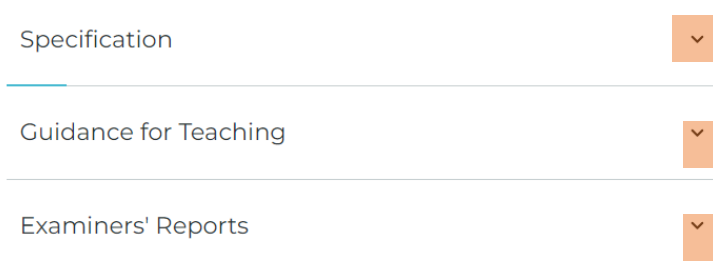 Specification
Guidance for Teaching
Examiners' Reports